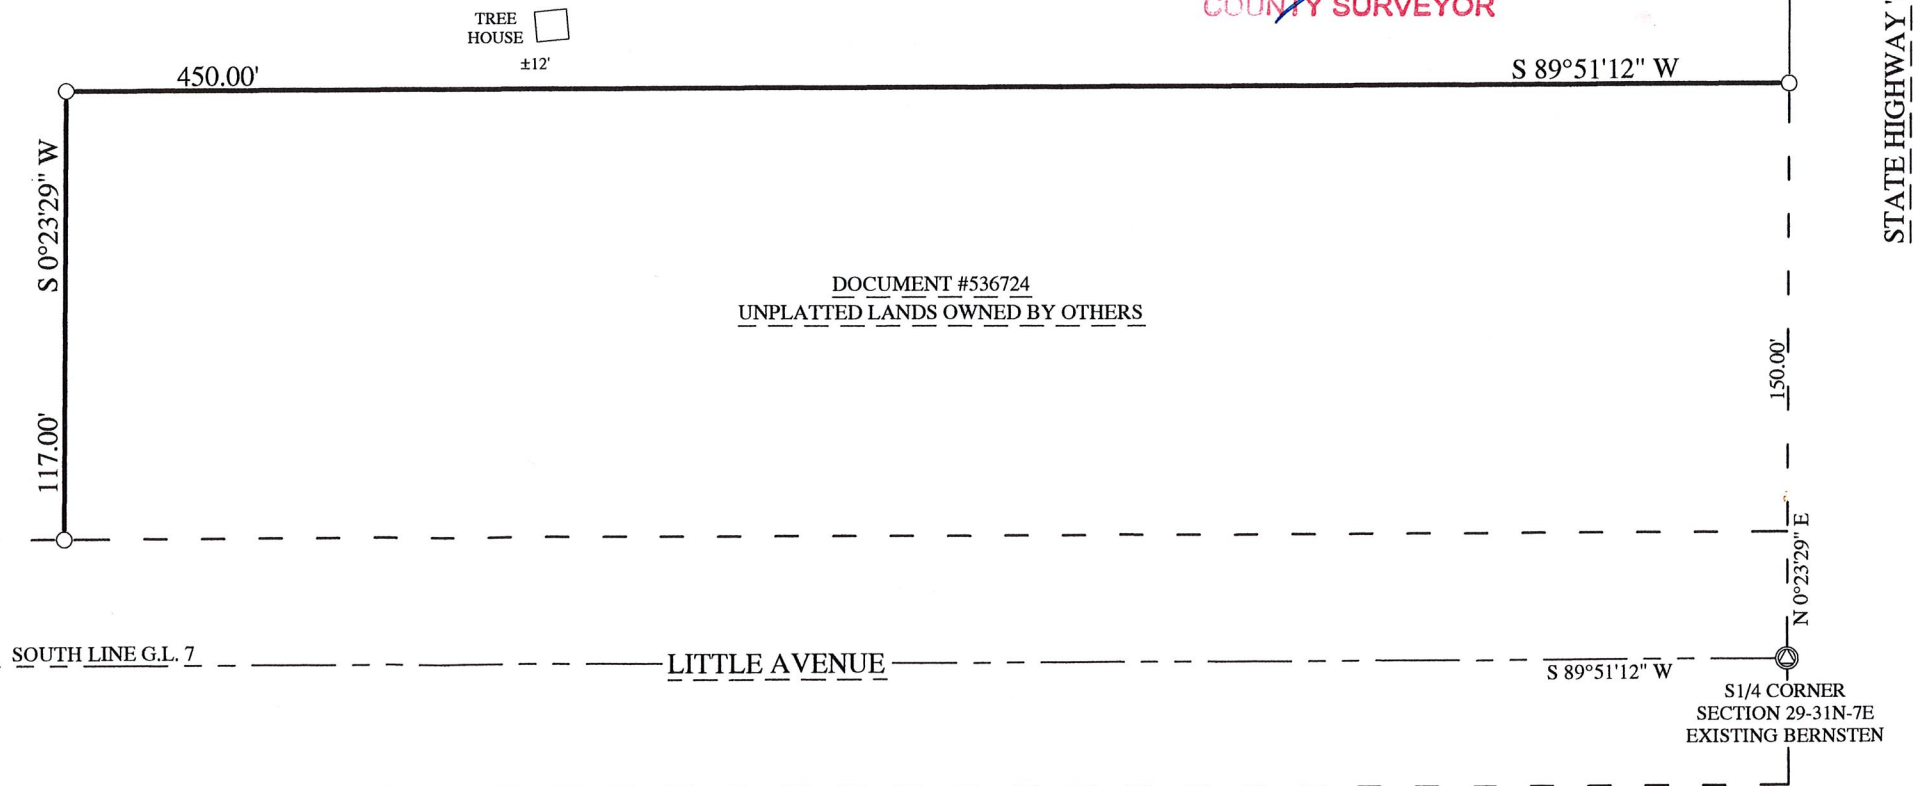 COUNTY SURVEYOR
TREE
HOUSE
±12'
450.00'
S 89°51'12" W
STATE HIGHWAY
S 0°23'29" W
117.00'
DOCUMENT #536724
UNPLATTED LANDS OWNED BY OTHERS
150.00'
N 0°23'29" E
SOUTH LINE G.L. 7
LITTLE AVENUE
S 89°51'12" W
S1/4 CORNER
SECTION 29-31N-7E
EXISTING BERNSTEN